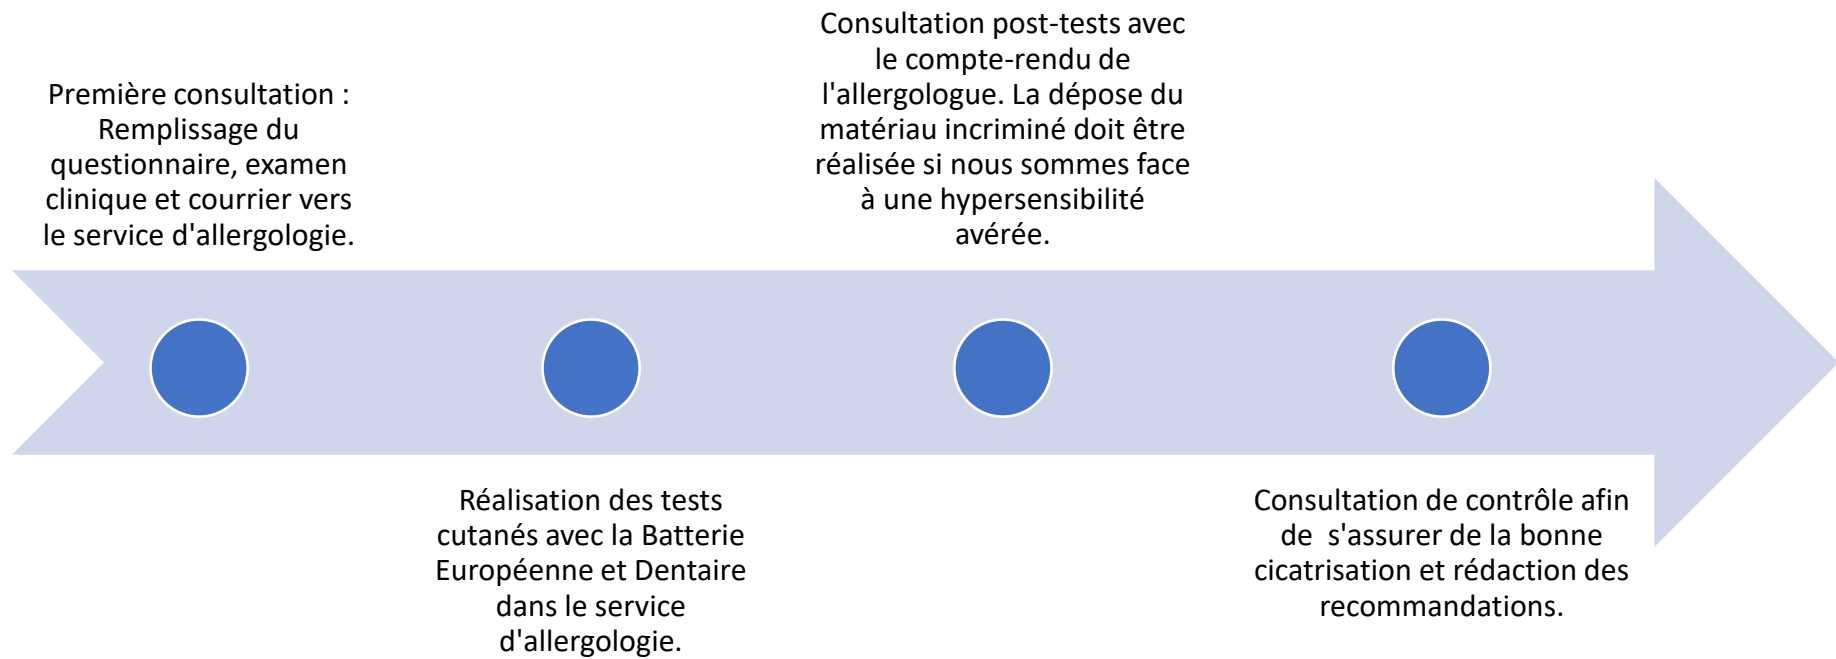 Première consultation :
Remplissage du
questionnaire, examen
clinique et courrier vers
le service d'allergologie.
Réalisation des tests
cutanés avec la Batterie
Européenne et Dentaire
dans le service
d'allergologie.
Consultation post-tests avec
le compte-rendu de
l'allergologue. La dépose du
matériau incriminé doit être
réalisée si nous sommes face
à une hypersensibilité
avérée.
Consultation de contrôle afin
de  s'assurer de la bonne
cicatrisation et rédaction des
recommandations.